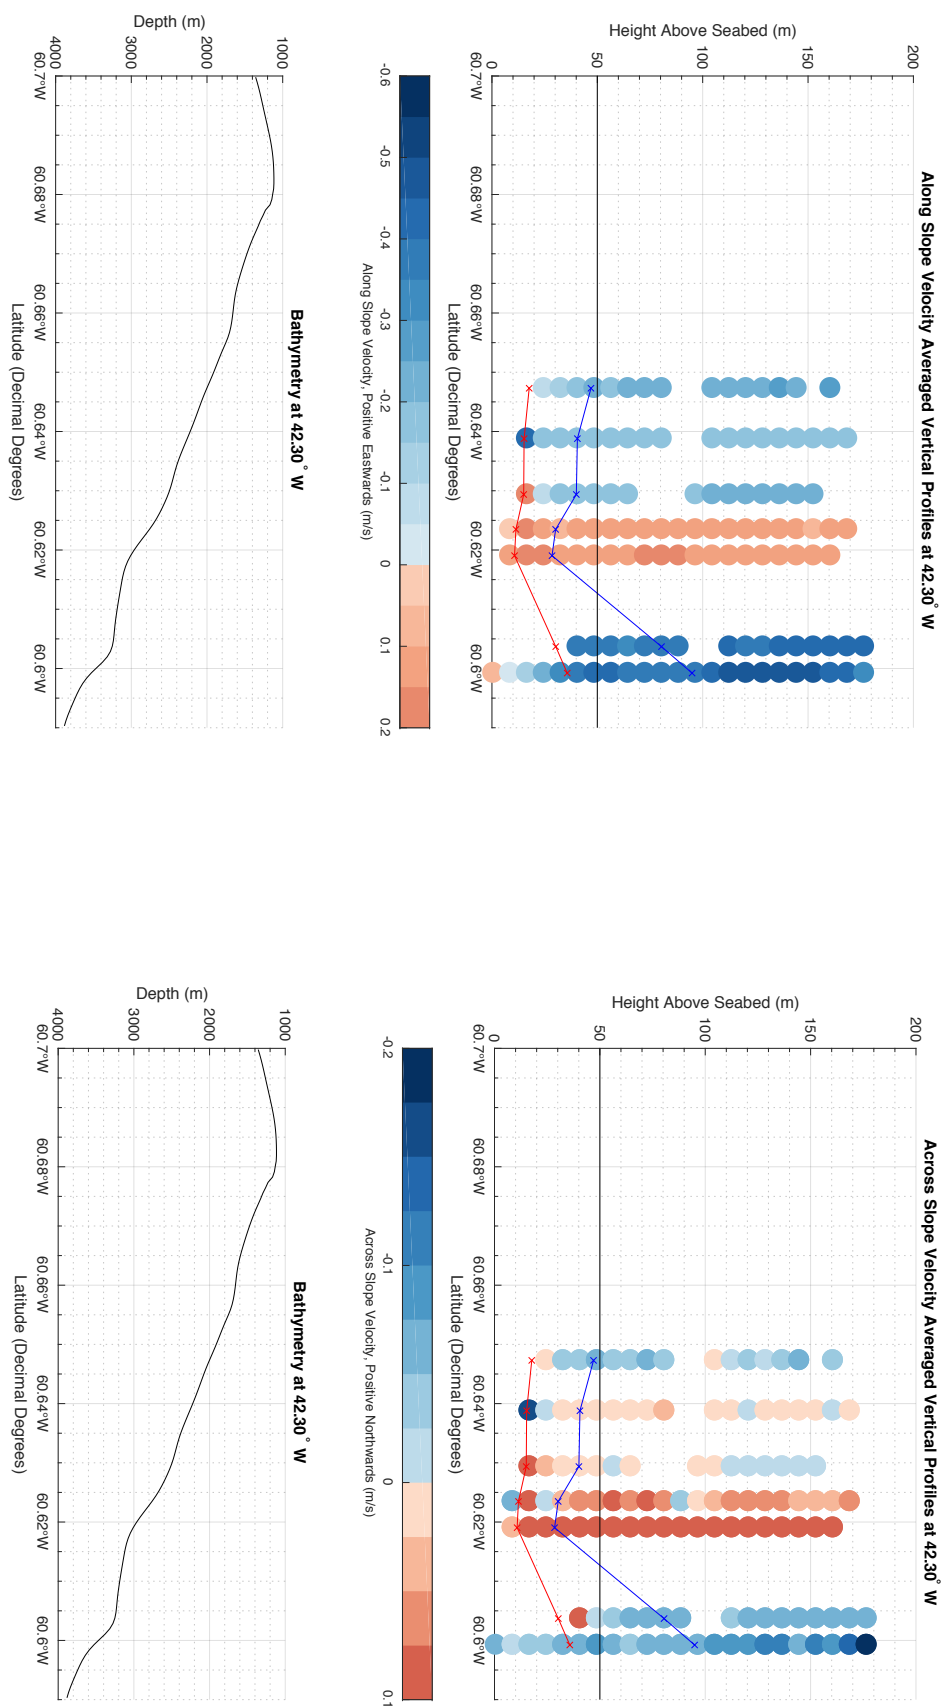 Along Slope Velocity Averaged Vertical Profiles at 42.30° W
Height Above Seabed (m)
200
150
100
50
0
60.7°W 60.68°W 60.66°W 60.64°W 60.62°W 60.6°W
Latitude (Decimal Degrees)
-0.6 -0.5 -0.4 -0.3 -0.2 -0.1 0 0.1 0.2
Along Slope Velocity, Positive Eastwards (m/s)
Bathymetry at 42.30° W
Depth (m)
1000
2000
3000
4000
60.7°W 60.68°W 60.66°W 60.64°W 60.62°W 60.6°W
Latitude (Decimal Degrees)
Across Slope Velocity Averaged Vertical Profiles at 42.30° W
Height Above Seabed (m)
200
150
100
50
0
60.7°W 60.68°W 60.66°W 60.64°W 60.62°W 60.6°W
Latitude (Decimal Degrees)
-0.2 -0.1 0 0.1
Across Slope Velocity, Positive Northwards (m/s)
Bathymetry at 42.30° W
Depth (m)
1000
2000
3000
4000
60.7°W 60.68°W 60.66°W 60.64°W 60.62°W 60.6°W
Latitude (Decimal Degrees)